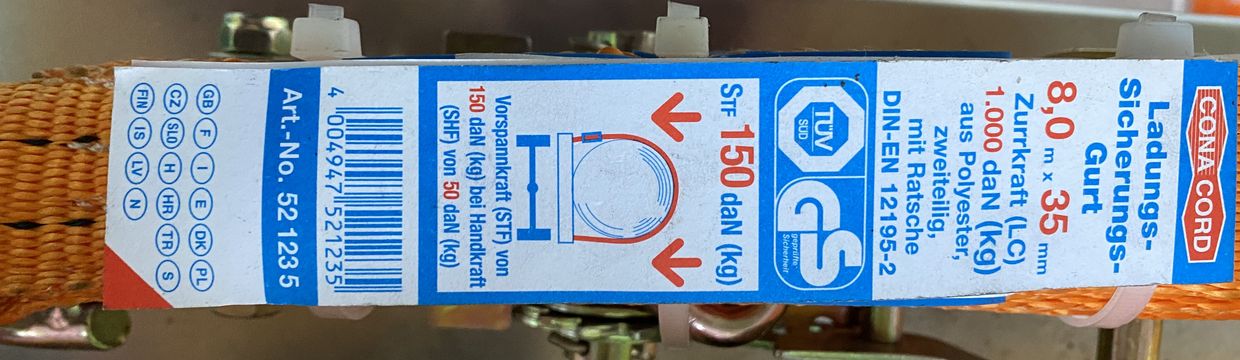 CONACORD
Ladungs-
Sicherungs-
Gurt
8,0 m x 35 mm
Zurrkraft (LC)
1.000 daN (kg)
aus Polyester,
zweiteilig,
mit Ratsche
DIN-EN 12195-2
TÜV
SÜD
GS
geprüfte
Sicherheit
STF 150 daN (kg)
Vorspannkraft (STF) von
150 daN (kg) bei Handkraft
(SHF) von 50 daN (kg)
4 004947 521235
Art.-No. 52 1235
GB F I E DK PL
CZ SLO H HR TR S
FIN IS LV N